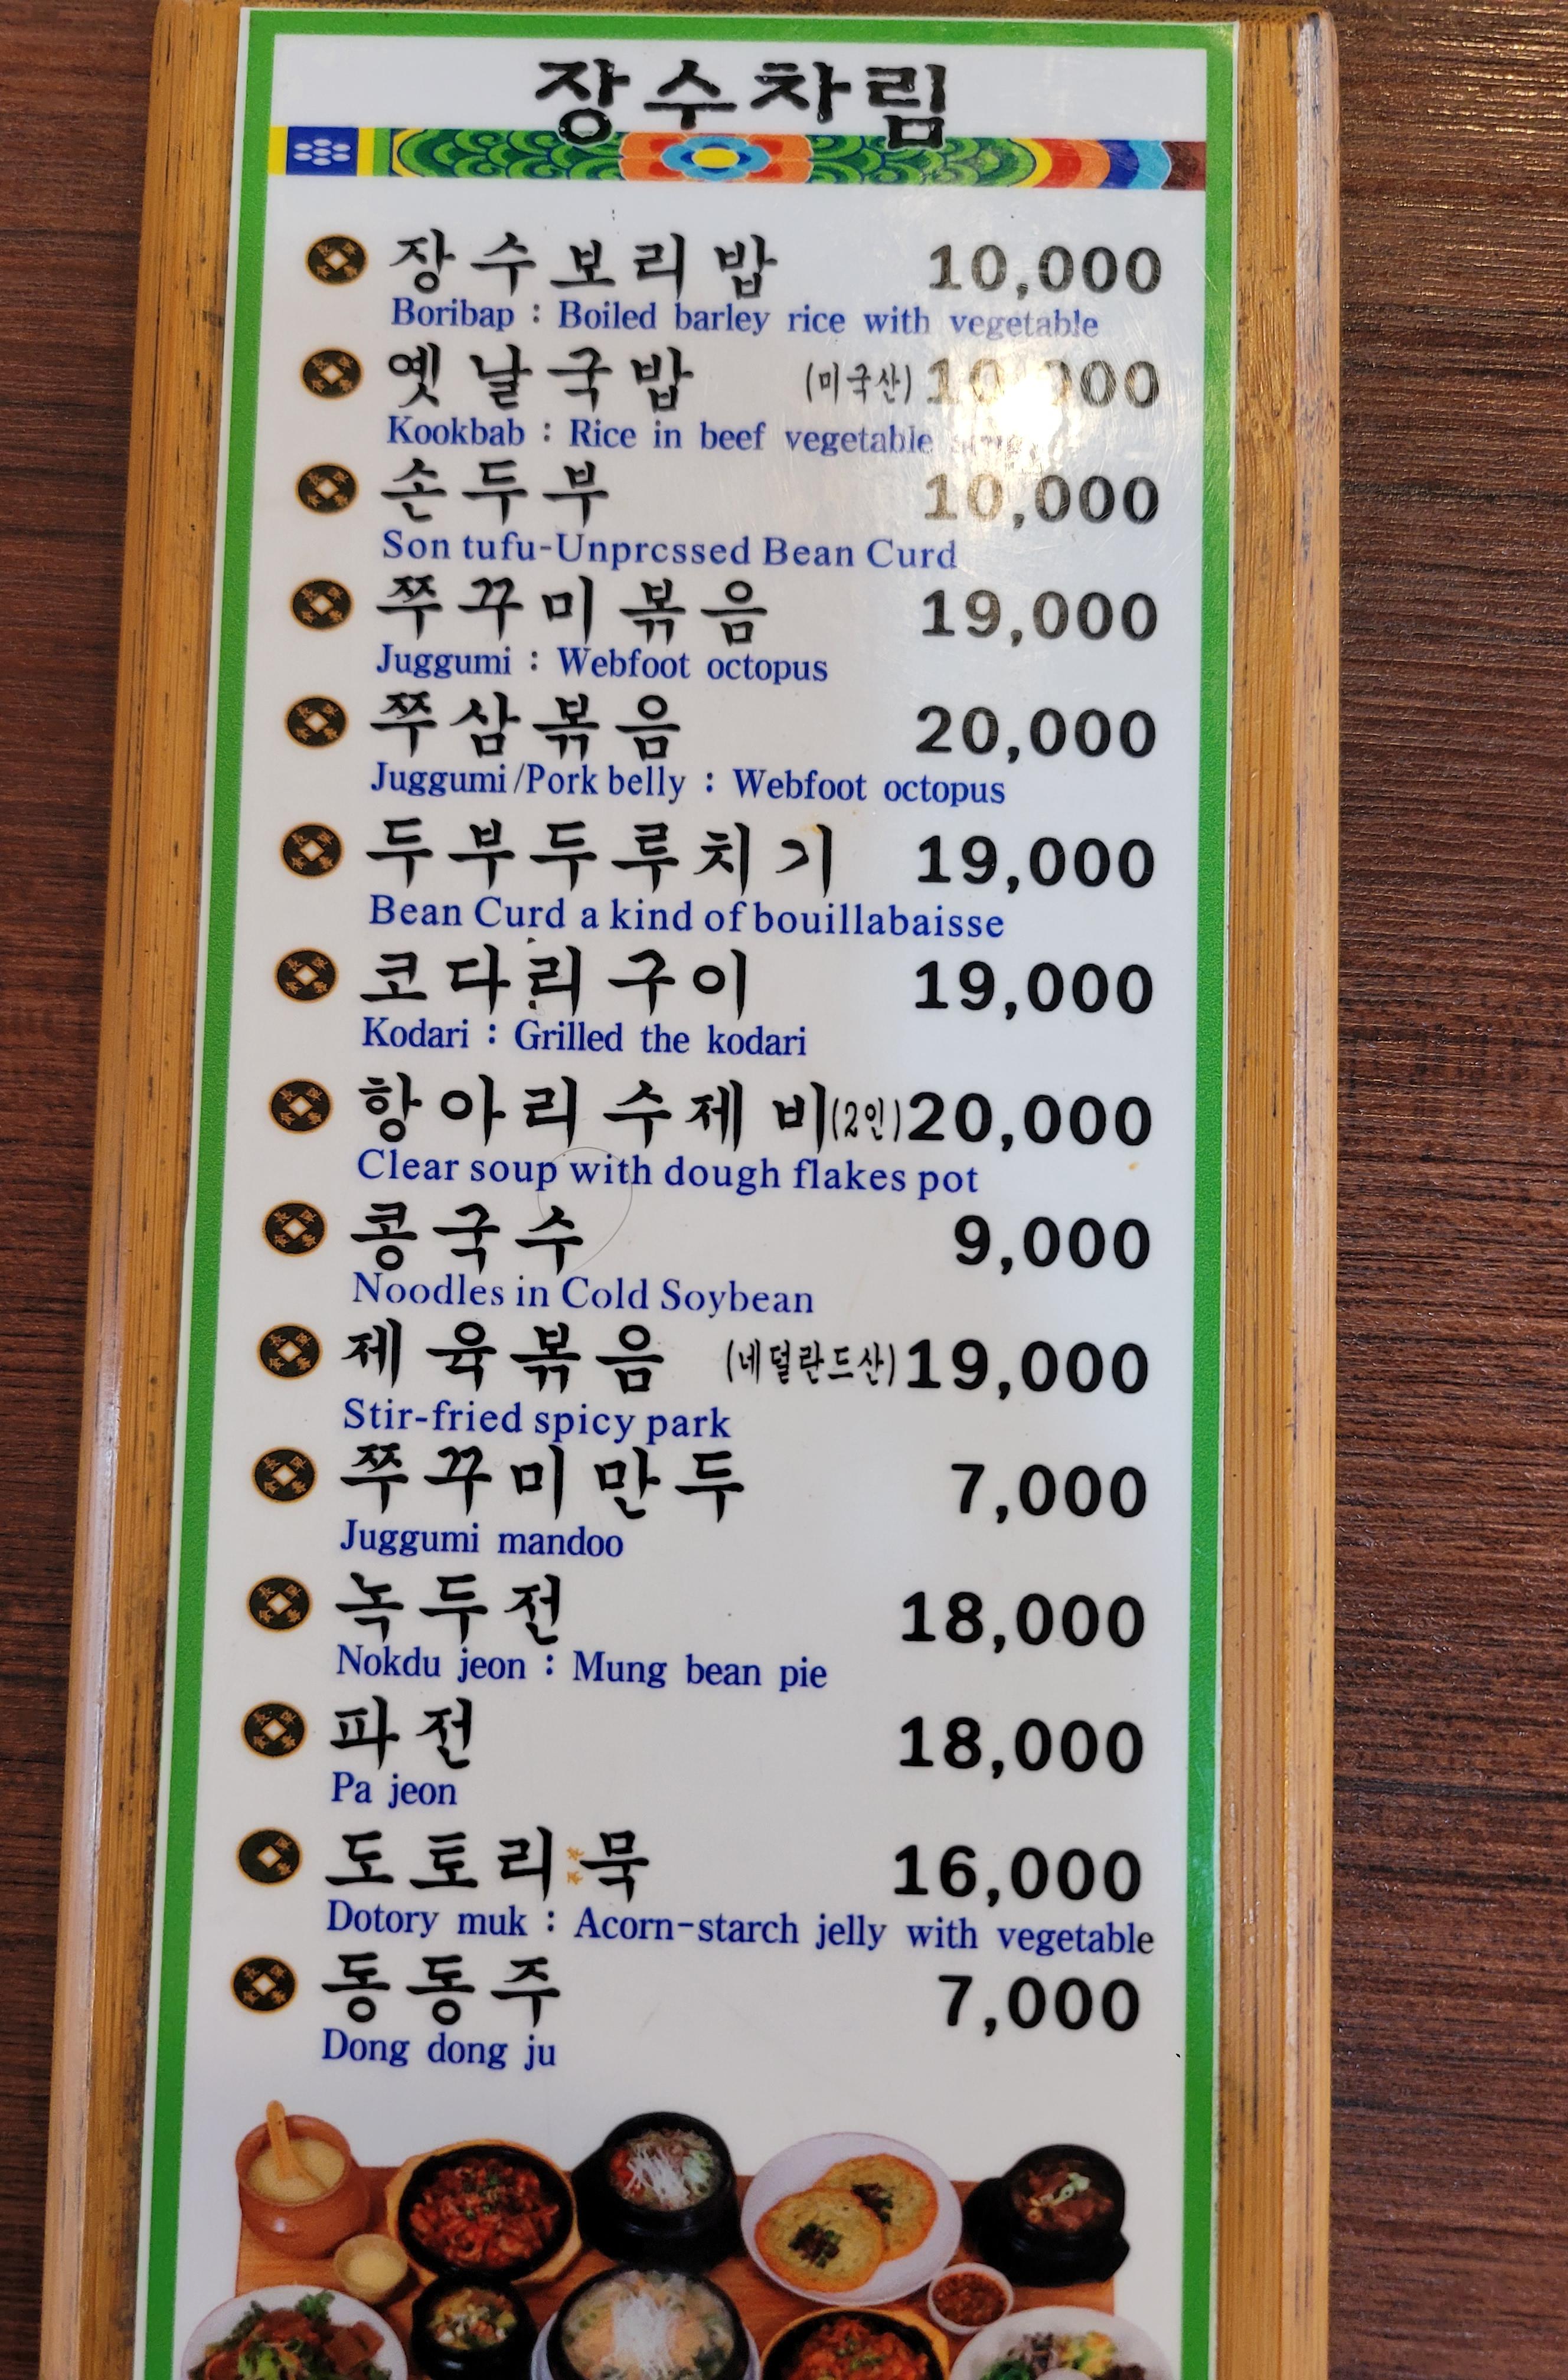 장수차림
장수보리밥 10,000
Boribap : Boiled barley rice with vegetable
옛날국밥 (미국산) 10,000
Kookbab : Rice in beef vegetable
손두부 10,000
Son tufu-Unprcssed Bean Curd
쭈꾸미볶음 19,000
Juggumi : Webfoot octopus
쭈삼볶음 20,000
Juggumi/Pork belly : Webfoot octopus
두부두루치기 19,000
Bean Curd a kind of bouillabaisse
코다리구이 19,000
Kodari : Grilled the kodari
항아리수제비(2인) 20,000
Clear soup with dough flakes pot
콩국수 9,000
Noodles in Cold Soybean
제육볶음 (네덜란드산) 19,000
Stir-fried spicy park
쭈꾸미만두 7,000
Juggumi mandoo
녹두전 18,000
Nokdu jeon : Mung bean pie
파전 18,000
Pa jeon
도토리묵 16,000
Dotory muk : Acorn-starch jelly with vegetable
동동주 7,000
Dong dong ju